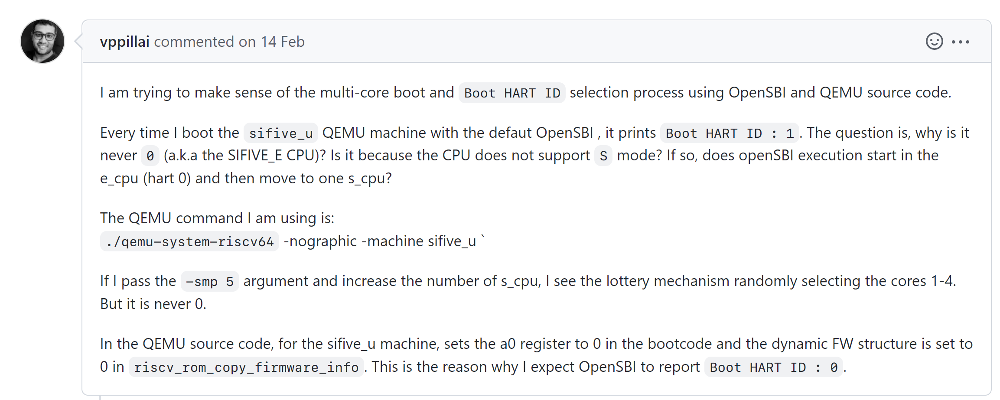 vppillai commented on 14 Feb
I am trying to make sense of the multi-core boot and Boot HART ID selection process using OpenSBI and QEMU source code.
Every time I boot the sifive_u QEMU machine with the defaut OpenSBI , it prints Boot HART ID : 1. The question is, why is it
never 0 (a.k.a the SIFIVE_E CPU)? Is it because the CPU does not support S mode? If so, does openSBI execution start in the
e_cpu (hart 0) and then move to one s_cpu?
The QEMU command I am using is:
./qemu-system-riscv64 -nographic -machine sifive_u `
If I pass the -smp 5 argument and increase the number of s_cpu, I see the lottery mechanism randomly selecting the cores 1-4.
But it is never 0.
In the QEMU source code, for the sifive_u machine, sets the a0 register to 0 in the bootcode and the dynamic FW structure is set to
0 in riscv_rom_copy_firmware_info. This is the reason why I expect OpenSBI to report Boot HART ID : 0.